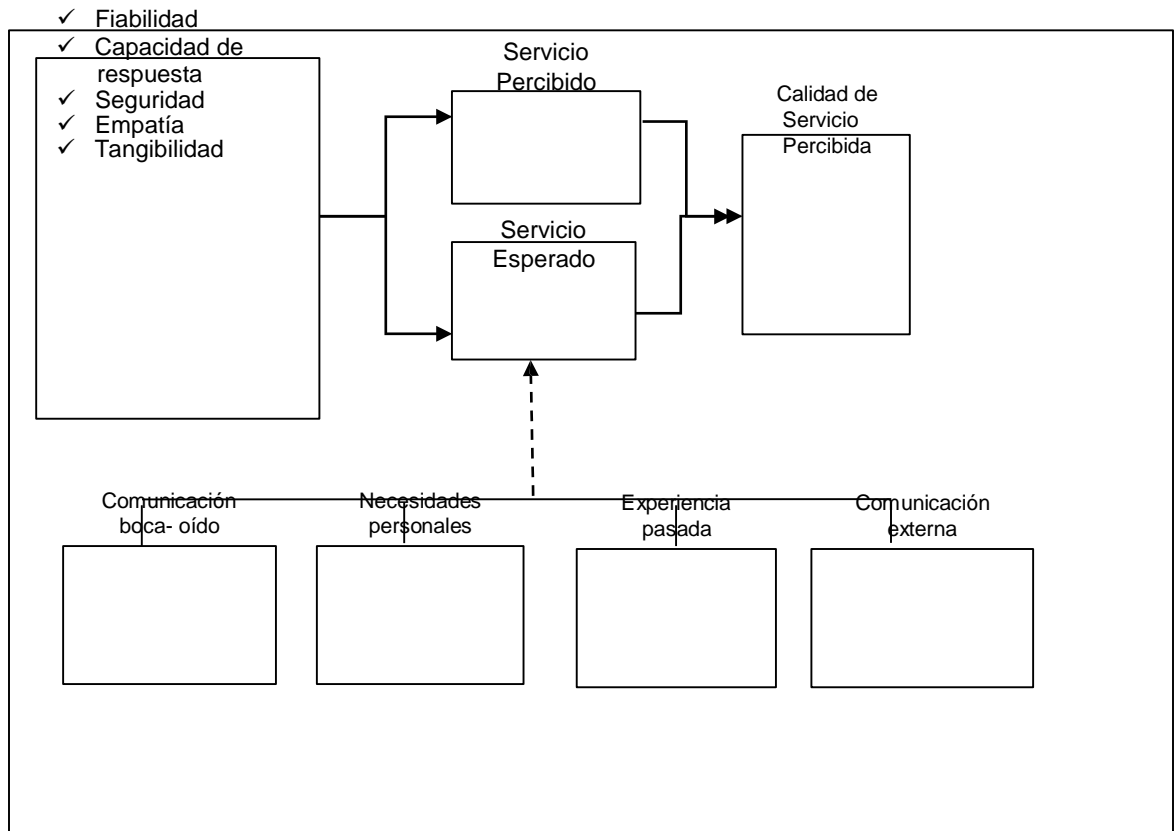 ✓ Fiabilidad
✓ Capacidad de
respuesta
✓ Seguridad
✓ Empatía
✓ Tangibilidad
Servicio
Percibido
Calidad de
Servicio
Percibida
Servicio
Esperado
Comunicación
boca- oído
Necesidades
personales
Experiencia
pasada
Comunicación
externa